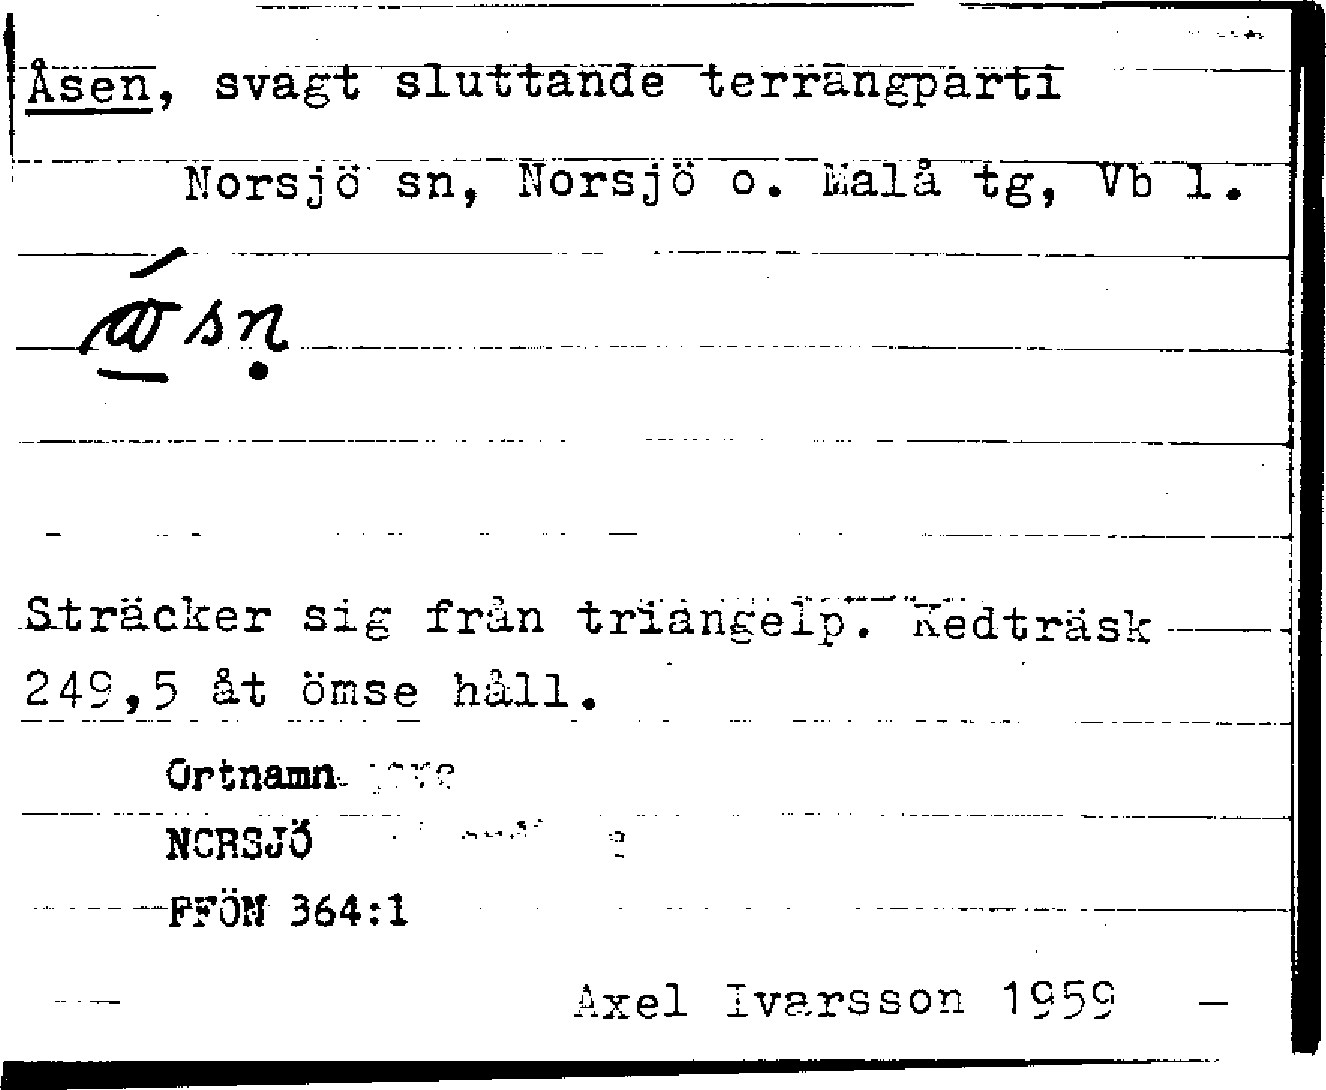 Åsen, svagt sluttande terrängparti
Norsjö sn, Norsjö o. Malå tg, Vb l.
Sträcker sig från triangelp. Kedträsk
249,5 åt ömse håll.
Ortnamn
NORSJÖ
FFÖN 364:1
Axel Ivarsson 1959